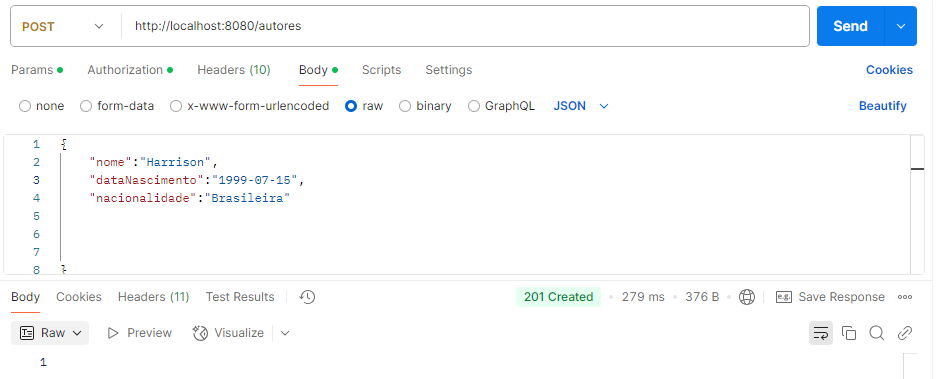 POST http://localhost:8080/autores Send
Params Authorization Headers (10) Body Scripts Settings Cookies
none form-data x-www-form-urlencoded raw binary GraphQL JSON Beautify
1 {
2 "nome":"Harrison",
3 "dataNascimento":"1999-07-15",
4 "nacionalidade":"Brasileira"
5
6
7
8 }
Body Cookies Headers (11) Test Results 201 Created 279 ms 376 B e.g. Save Response
Raw Preview Visualize
1